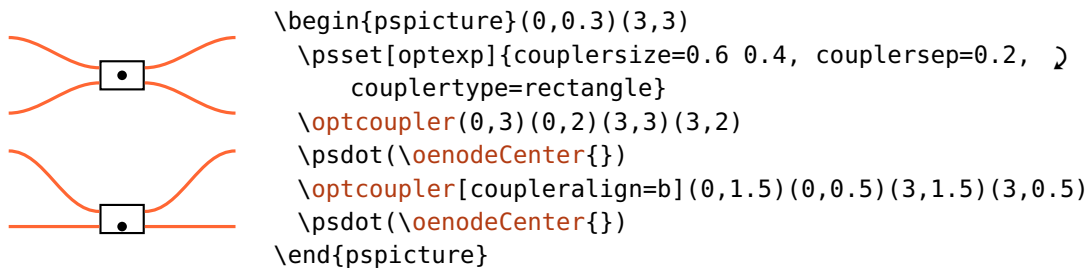 \begin{pspicture}(0,0.3)(3,3)
\psset[optexp]{couplersize=0.6 0.4, couplersep=0.2,
couplertype=rectangle}
\optcoupler(0,3)(0,2)(3,3)(3,2)
\psdot(\oenodeCenter{})
\optcoupler[coupleralign=b](0,1.5)(0,0.5)(3,1.5)(3,0.5)
\psdot(\oenodeCenter{})
\end{pspicture}